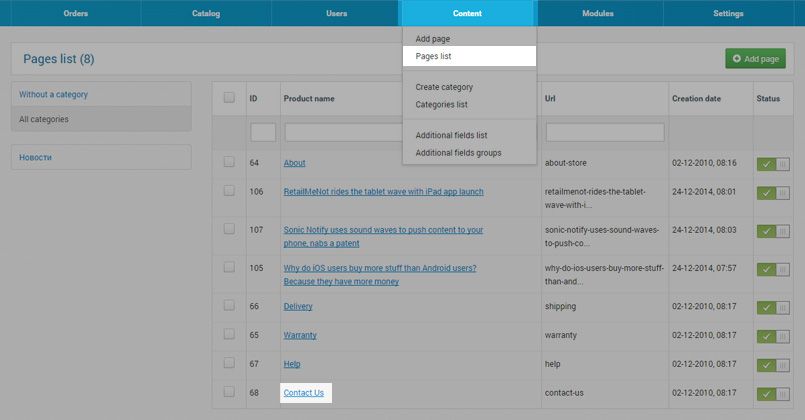 Orders Catalog Users Content Modules Settings
Add page
Pages list
Create category
Categories list
Additional fields list
Additional fields groups
Pages list (8)
Add page
Without a category
All categories
Новости
ID Product name Url Creation date Status
64 About about-store 02-12-2010, 08:16
106 RetailMeNot rides the tablet wave with iPad app launch retailmenot-rides-the-tablet-
wave-with-i... 24-12-2014, 08:01
107 Sonic Notify uses sound waves to push content to your
phone, nabs a patent sonic-notify-uses-sound-waves-
to-push-co... 24-12-2014, 08:03
105 Why do iOS users buy more stuff than Android users?
Because they have more money why-do-ios-users-buy-more-stuff-
than-and... 24-12-2014, 07:57
66 Delivery shipping 02-12-2010, 08:17
65 Warranty warranty 02-12-2010, 08:17
67 Help help 02-12-2010, 08:17
68 Contact Us contact-us 02-12-2010, 08:17